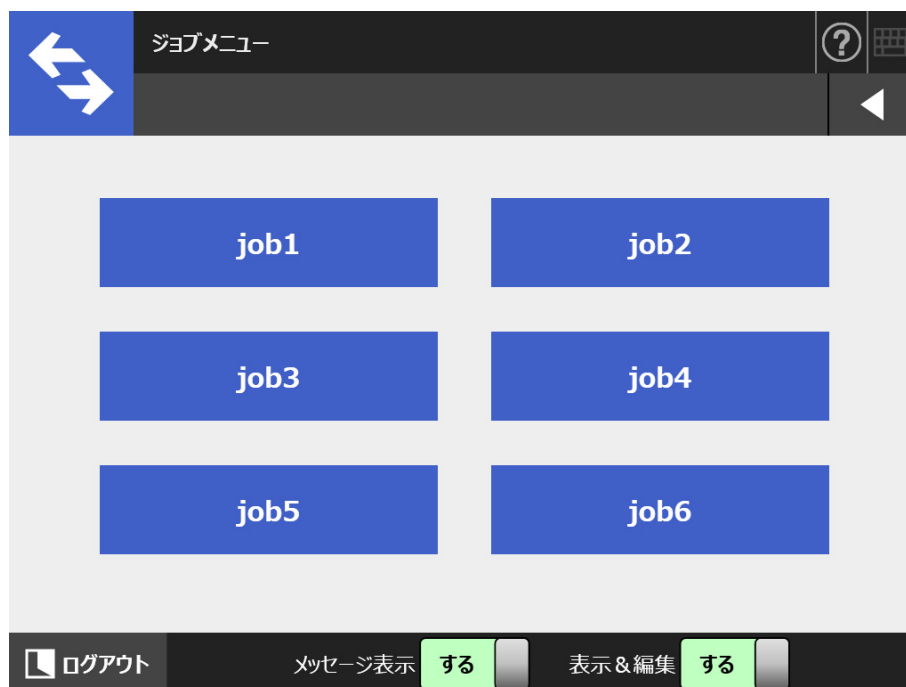 ジョブメニュー
job1 job2
job3 job4
job5 job6
ログアウト メッセージ表示 する 表示&編集 する